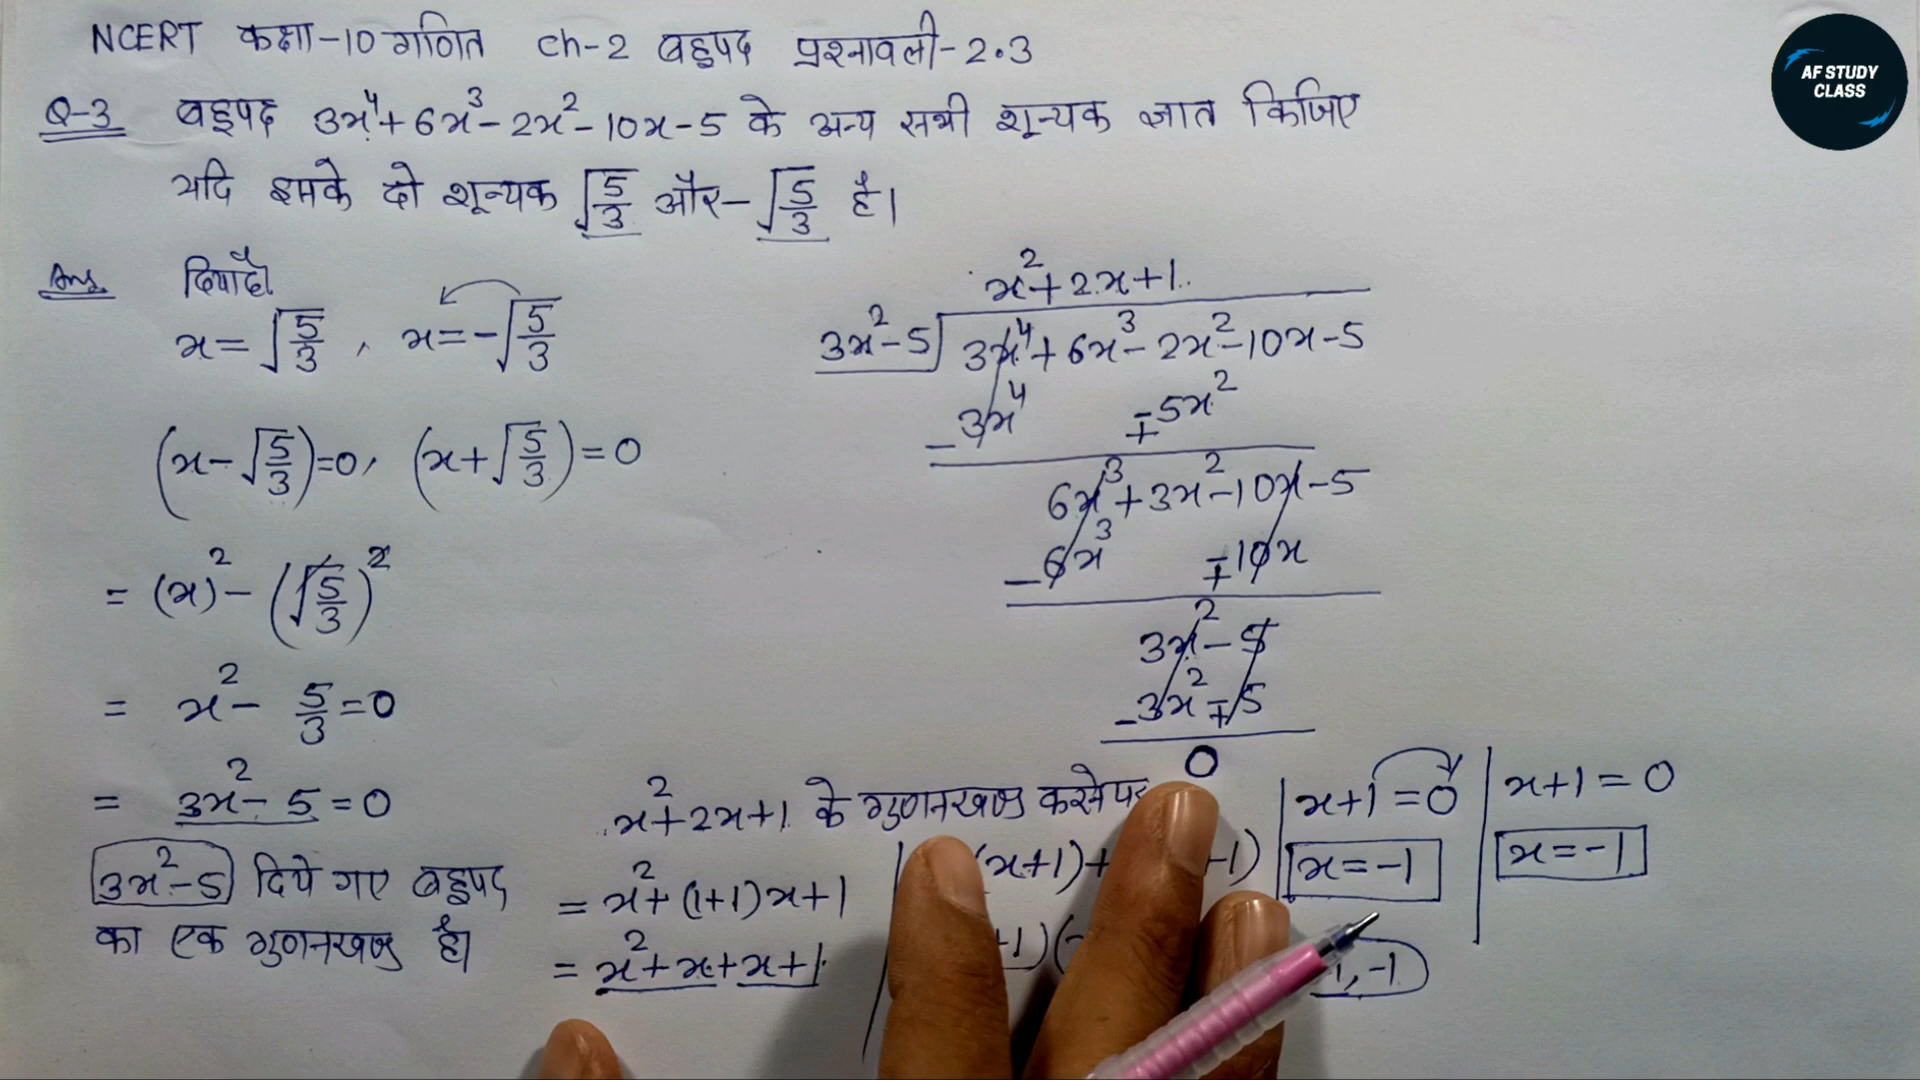 NCERT कक्षा-10 गणित ch-2 बहुपद प्रश्नावली-2.3
AF STUDY
CLASS
Q-3 बहुपद 3x⁴+6x³-2x²-10x-5 के अन्य सभी शून्यक ज्ञात किजिए
यदि इसके दो शून्यक √5/3 और -√5/3 है।
Ans दिया है
x = √5/3 , x = -√5/3
(x-√5/3)=0, (x+√5/3)=0
= (x)² - (√5/3)²
= x² - 5/3 = 0
= 3x² - 5 = 0
3x²-5 दिये गए बहुपद
का एक गुणनखण्ड है।
x²+2x+1
3x²-5) 3x⁴+6x³-2x²-10x-5
3x⁴ -5x²
- +
6x³+3x²-10x-5
6x³ -10x
- +
3x²-5
3x²-5
- +
0
x²+2x+1 के गुणनखण्ड करने पर
= x²+(1+1)x+1
= x²+x+x+1
(x+1)+ -1)
+1)(
x+1=0
x=-1
x+1=0
x=-1
1, -1